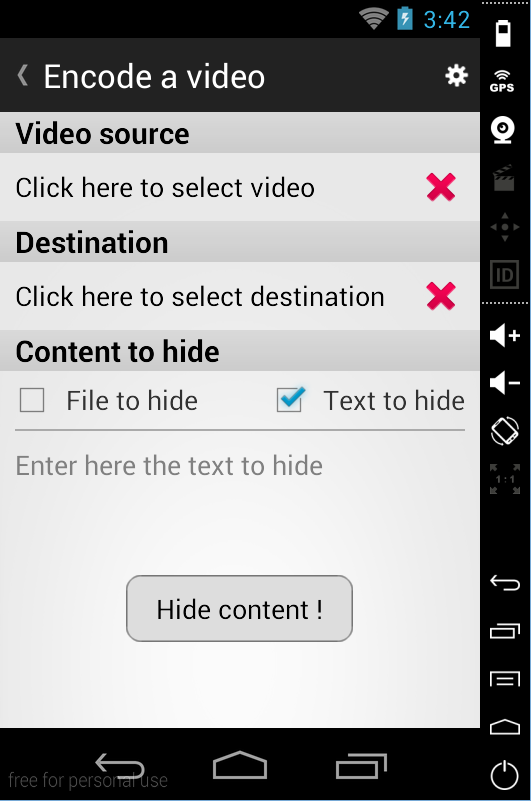 3:42
Encode a video
GPS
Video source
Click here to select video
Destination
ID
Click here to select destination
Content to hide
File to hide
Text to hide
Enter here the text to hide
1:1
Hide content !
free for personal use